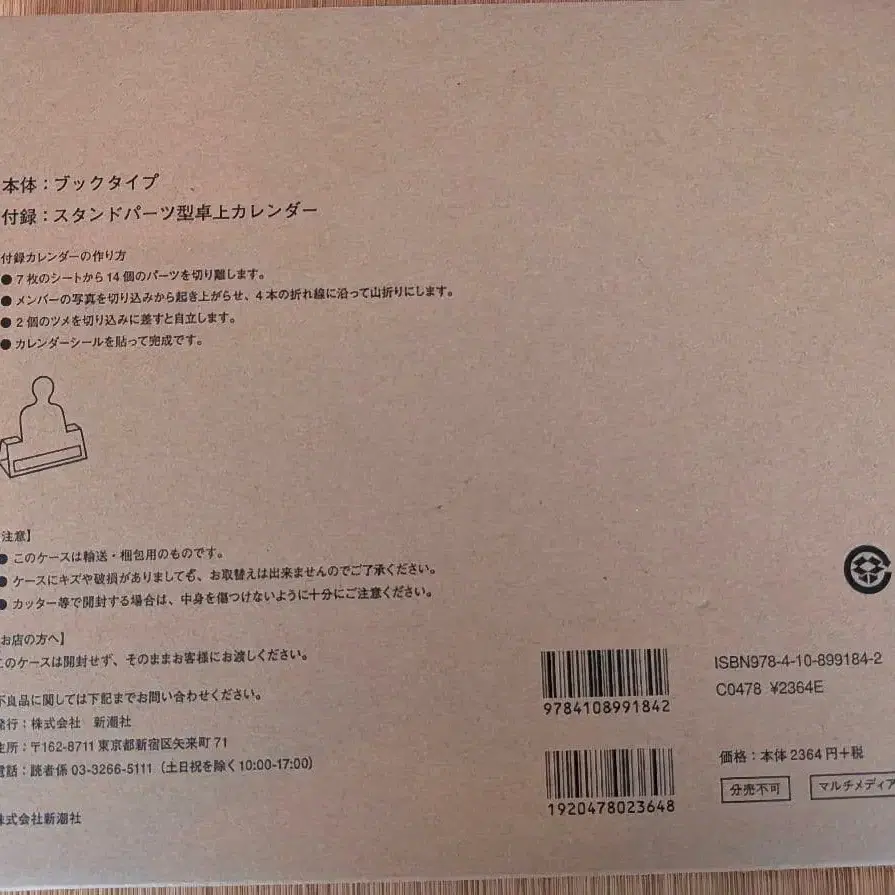 本体：ブックタイプ
付録：スタンドパーツ型卓上カレンダー
付録カレンダーの作り方
●7枚のシートから14個のパーツを切り離します。
●メンバーの写真を切り込みから起き上がらせ、4本の折れ線に沿って山折りにします。
●2個のツメを切り込みに差すと自立します。
●カレンダーシールを貼って完成です。
注意】
●このケースは輸送・梱包用のものです。
●ケースにキズや破損がありましても、お取替えは出来ませんのでご了承ください。
●カッター等で開封する場合は、中身を傷つけないように十分にご注意ください。
お店の方へ】
このケースは開封せず、そのままお客様にお渡しください。
不良品に関しては下記までお問い合わせください。
発行：株式会社 新潮社
住所：〒162-8711 東京都新宿区矢来町71
電話：読者係 03-3266-5111（土日祝を除く10:00-17:00）
株式会社新潮社
9784108991842
1920478023648
ISBN978-4-10-899184-2
C0478 ¥2364E
価格：本体2364円＋税
分売不可
マルチメディア